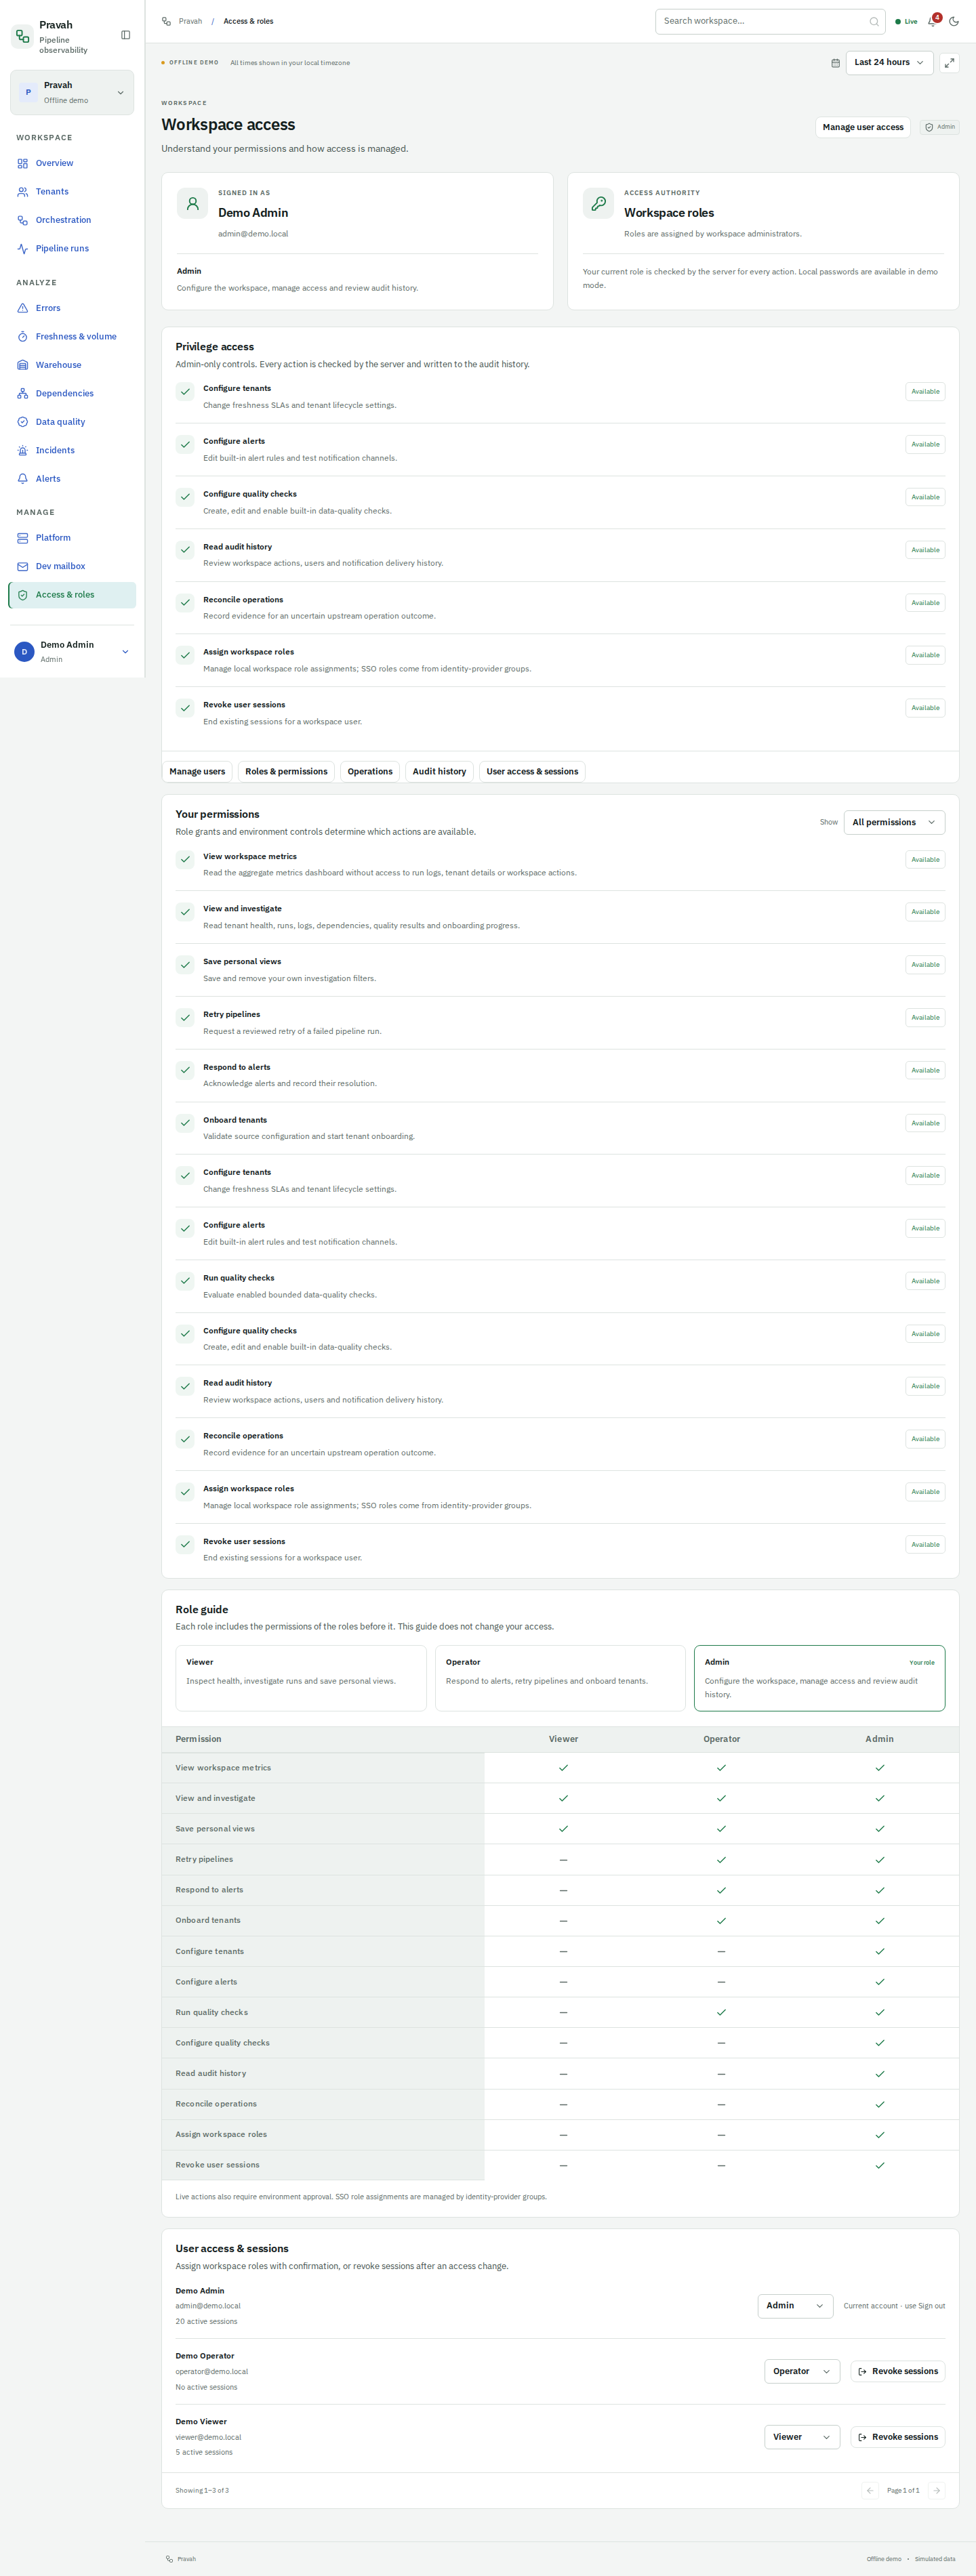 Pravah
Pipeline
observability
P
Pravah
Offline demo
WORKSPACE
Overview
Tenants
Orchestration
Pipeline runs
ANALYZE
Errors
Freshness & volume
Warehouse
Dependencies
Data quality
Incidents
Alerts
MANAGE
Platform
Dev mailbox
Access & roles
D
Demo Admin
Admin
Pravah / Access & roles
Search workspace...
Live
4
OFFLINE DEMO All times shown in your local timezone
Last 24 hours
WORKSPACE
Workspace access
Understand your permissions and how access is managed.
Manage user access
Admin
SIGNED IN AS
Demo Admin
admin@demo.local
Admin
Configure the workspace, manage access and review audit history.
ACCESS AUTHORITY
Workspace roles
Roles are assigned by workspace administrators.
Your current role is checked by the server for every action. Local passwords are available in demo
mode.
Privilege access
Admin-only controls. Every action is checked by the server and written to the audit history.
Configure tenants
Change freshness SLAs and tenant lifecycle settings.
Available
Configure alerts
Edit built-in alert rules and test notification channels.
Available
Configure quality checks
Create, edit and enable built-in data-quality checks.
Available
Read audit history
Review workspace actions, users and notification delivery history.
Available
Reconcile operations
Record evidence for an uncertain upstream operation outcome.
Available
Assign workspace roles
Manage local workspace role assignments; SSO roles come from identity-provider groups.
Available
Revoke user sessions
End existing sessions for a workspace user.
Available
Manage users Roles & permissions Operations Audit history User access & sessions
Your permissions
Role grants and environment controls determine which actions are available.
Show All permissions
View workspace metrics
Read the aggregate metrics dashboard without access to run logs, tenant details or workspace actions.
Available
View and investigate
Read tenant health, runs, logs, dependencies, quality results and onboarding progress.
Available
Save personal views
Save and remove your own investigation filters.
Available
Retry pipelines
Request a reviewed retry of a failed pipeline run.
Available
Respond to alerts
Acknowledge alerts and record their resolution.
Available
Onboard tenants
Validate source configuration and start tenant onboarding.
Available
Configure tenants
Change freshness SLAs and tenant lifecycle settings.
Available
Configure alerts
Edit built-in alert rules and test notification channels.
Available
Run quality checks
Evaluate enabled bounded data-quality checks.
Available
Configure quality checks
Create, edit and enable built-in data-quality checks.
Available
Read audit history
Review workspace actions, users and notification delivery history.
Available
Reconcile operations
Record evidence for an uncertain upstream operation outcome.
Available
Assign workspace roles
Manage local workspace role assignments; SSO roles come from identity-provider groups.
Available
Revoke user sessions
End existing sessions for a workspace user.
Available
Role guide
Each role includes the permissions of the roles before it. This guide does not change your access.
Viewer
Inspect health, investigate runs and save personal views.
Operator
Respond to alerts, retry pipelines and onboard tenants.
Admin Your role
Configure the workspace, manage access and review audit
history.
Permission Viewer Operator Admin
View workspace metrics
View and investigate
Save personal views
Retry pipelines —
Respond to alerts —
Onboard tenants —
Configure tenants — —
Configure alerts — —
Run quality checks —
Configure quality checks — —
Read audit history — —
Reconcile operations — —
Assign workspace roles — —
Revoke user sessions — —
Live actions also require environment approval. SSO role assignments are managed by identity-provider groups.
User access & sessions
Assign workspace roles with confirmation, or revoke sessions after an access change.
Demo Admin
admin@demo.local
20 active sessions
Admin Current account · use Sign out
Demo Operator
operator@demo.local
No active sessions
Operator Revoke sessions
Demo Viewer
viewer@demo.local
5 active sessions
Viewer Revoke sessions
Showing 1–3 of 3 Page 1 of 1
Pravah Offline demo • Simulated data